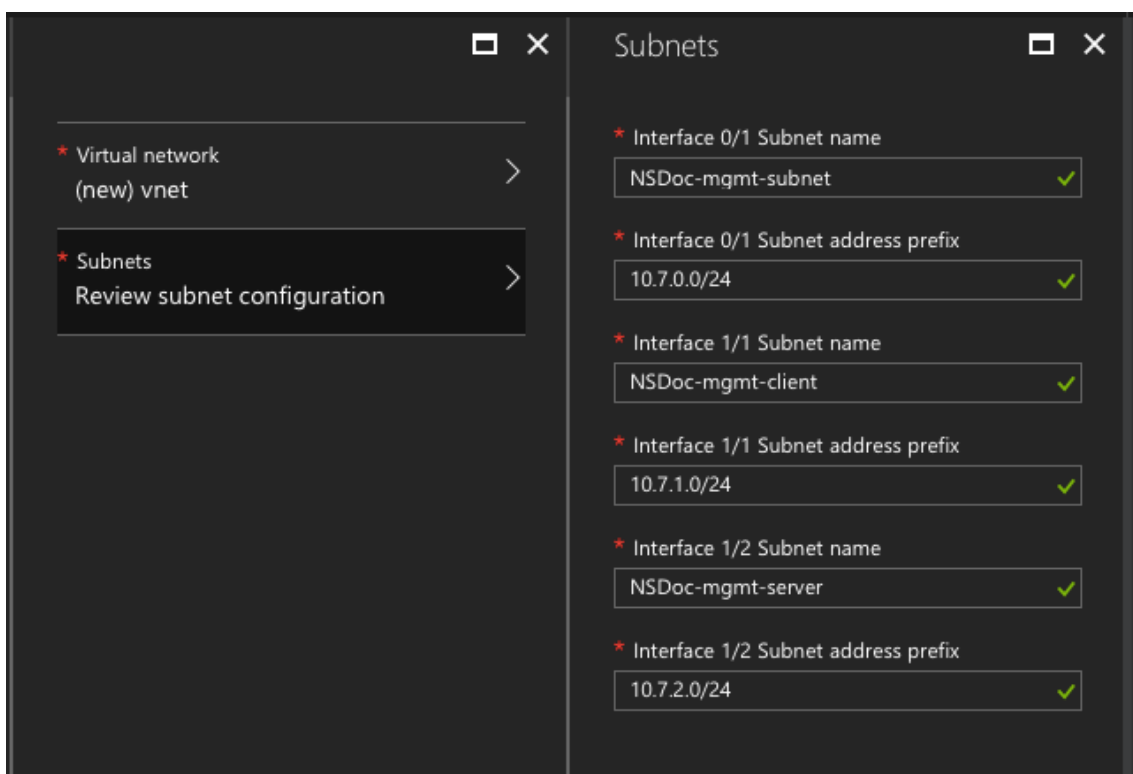 * Virtual network
(new) vnet
* Subnets
Review subnet configuration
Subnets
* Interface 0/1 Subnet name
NSDoc-mgmt-subnet
* Interface 0/1 Subnet address prefix
10.7.0.0/24
* Interface 1/1 Subnet name
NSDoc-mgmt-client
* Interface 1/1 Subnet address prefix
10.7.1.0/24
* Interface 1/2 Subnet name
NSDoc-mgmt-server
* Interface 1/2 Subnet address prefix
10.7.2.0/24